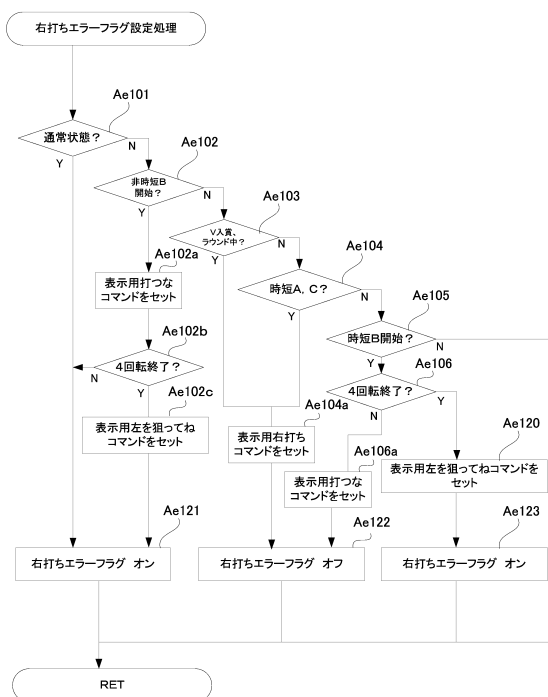 右打ちエラーフラグ設定処理
Ae101
通常状態？
Y
N
Ae102
非時短B
開始？
Y
N
Ae103
V入賞、
ラウンド中？
Y
N
Ae104
時短A, C？
Y
N
Ae105
時短B開始？
Y
N
Ae102a
表示用打つな
コマンドをセット
Ae102b
4回転終了？
N
Y
Ae106
4回転終了？
N
Y
Ae102c
表示用左を狙ってね
コマンドをセット
Ae104a
表示用右打ち
コマンドをセット
Ae106a
表示用打つな
コマンドをセット
Ae120
表示用左を狙ってねコマンドを
セット
Ae121
右打ちエラーフラグ オン
Ae122
右打ちエラーフラグ オフ
Ae123
右打ちエラーフラグ オン
RET